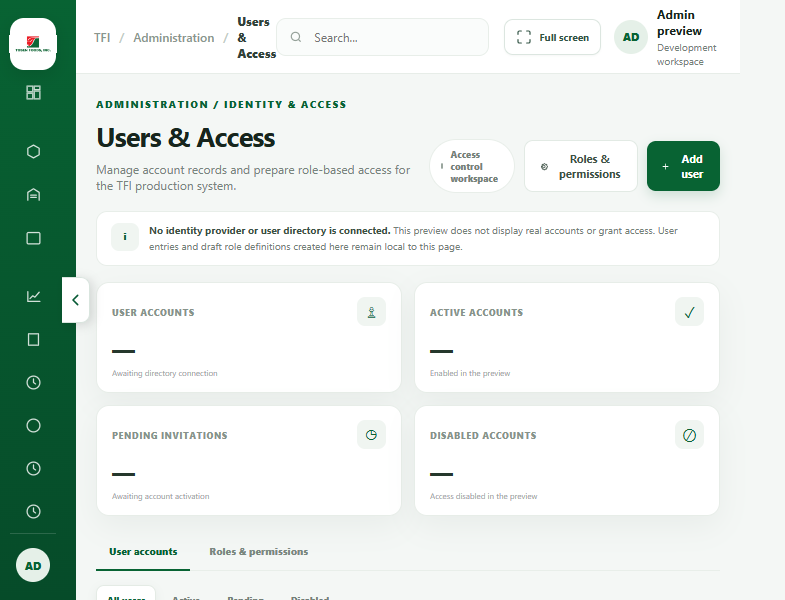 TFI / Administration / Users & Access
Search...
Full screen
AD
Admin preview
Development workspace
ADMINISTRATION / IDENTITY & ACCESS
Users & Access
Manage account records and prepare role-based access for
the TFI production system.
Access control workspace
Roles & permissions
+ Add user
i
No identity provider or user directory is connected. This preview does not display real accounts or grant access. User
entries and draft role definitions created here remain local to this page.
USER ACCOUNTS
—
Awaiting directory connection
ACTIVE ACCOUNTS
—
Enabled in the preview
PENDING INVITATIONS
—
Awaiting account activation
DISABLED ACCOUNTS
—
Access disabled in the preview
User accounts
Roles & permissions
All users
Active
Pending
Disabled
AD